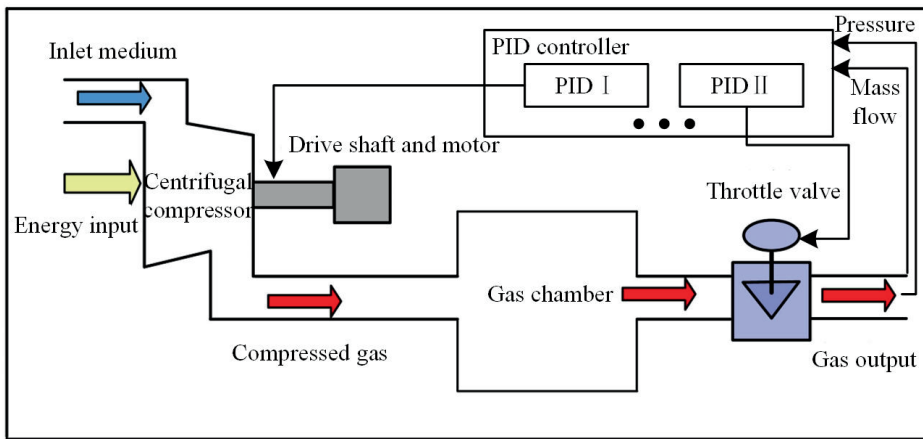 Inlet medium
PID controller
Pressure
PID I
PID II
Mass
flow
Drive shaft and motor
Centrifugal
compressor
Energy input
Throttle valve
Gas chamber
Compressed gas
Gas output